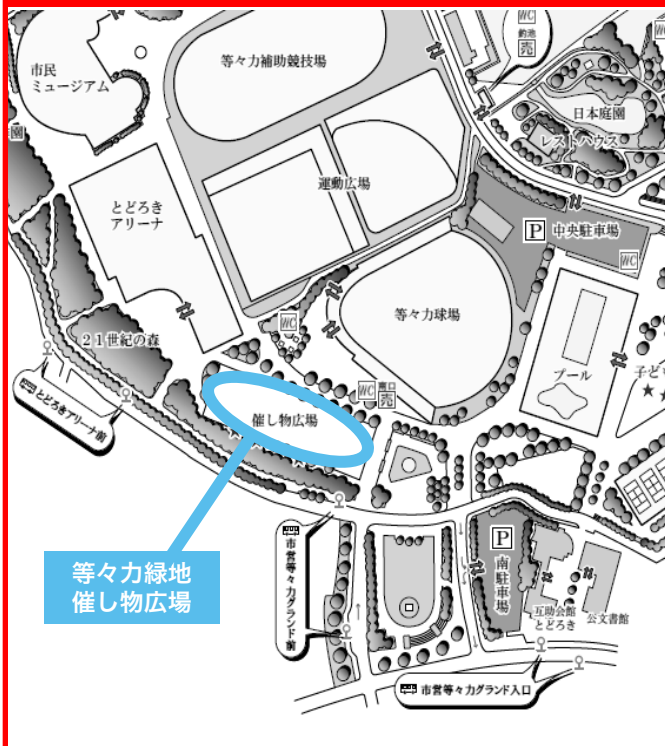 WC
釣池
売
等々力補助競技場
市民
ミュージアム
日本庭園
レストハウス
園
運動広場
とどろき
アリーナ
P 中央駐車場
WC
等々力球場
WC
21世紀の森
プール
子ども
WC 南口
売
催し物広場
とどろきアリーナ前
等々力緑地
催し物広場
市営等々力グランド前
P
南駐車場
互助会館
とどろき
公文書館
市営等々力グランド入口